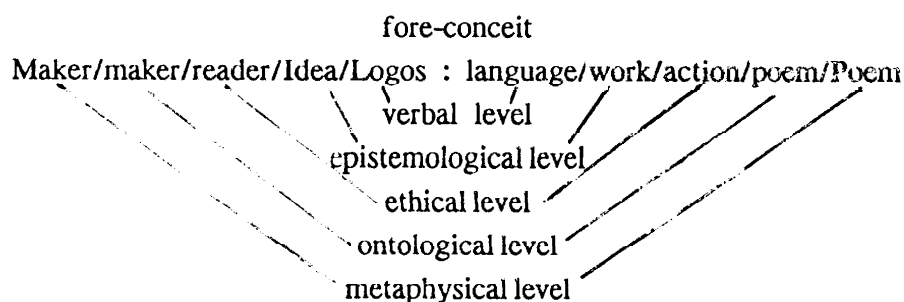 fore-conceit
Maker/maker/reader/Idea/Logos : language/work/action/poem/Poem
verbal level
epistemological level
ethical level
ontological level
metaphysical level